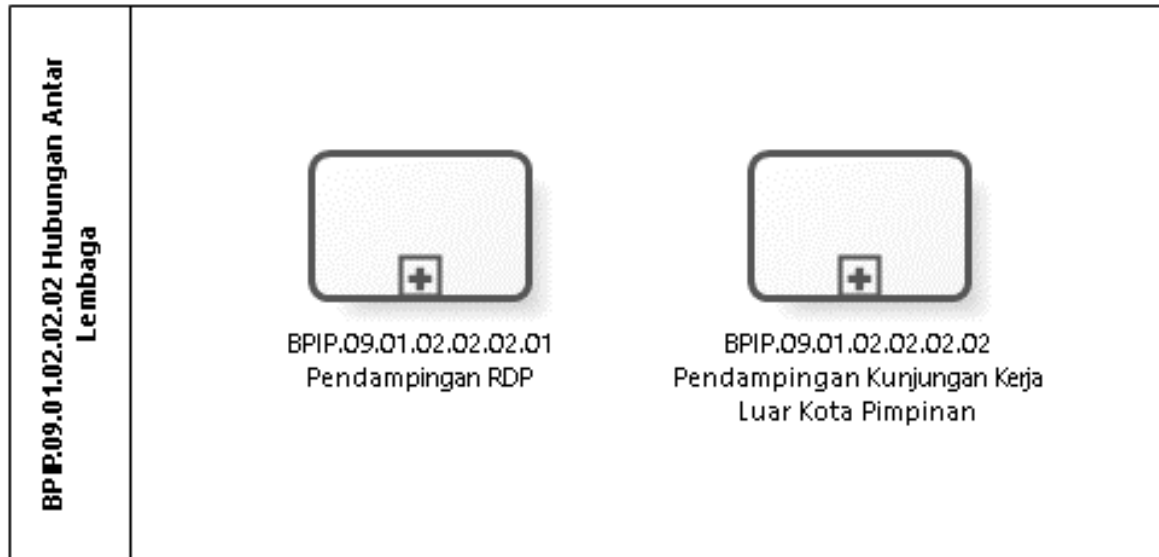 BPIP.09.01.02.02.02 Hubungan Antar
Lembaga
BPIP.09.01.02.02.02.01
Pendampingan RDP
BPIP.09.01.02.02.02.02
Pendampingan Kunjungan Kerja
Luar Kota Pimpinan